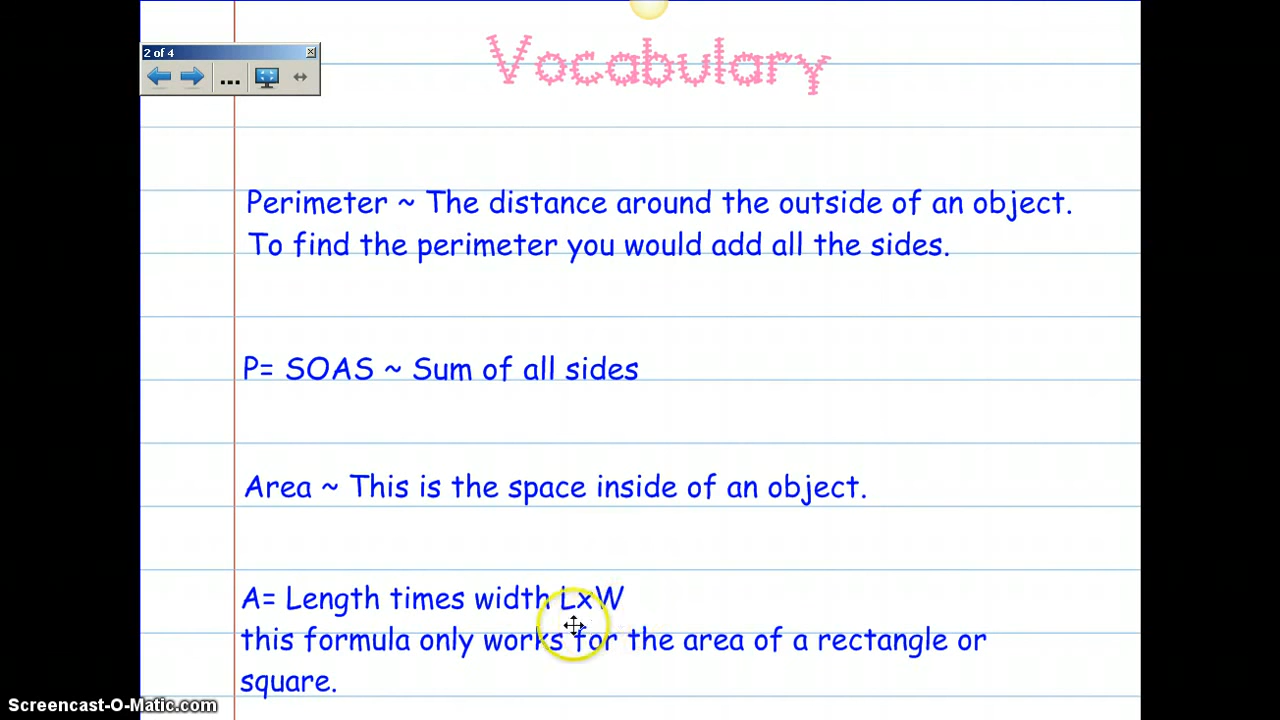 2 of 4
Vocabulary
Perimeter ~ The distance around the outside of an object.
To find the perimeter you would add all the sides.
P= SOAS ~ Sum of all sides
Area ~ This is the space inside of an object.
A= Length times width LxW
this formula only works for the area of a rectangle or
square.
Screencast-O-Matic.com